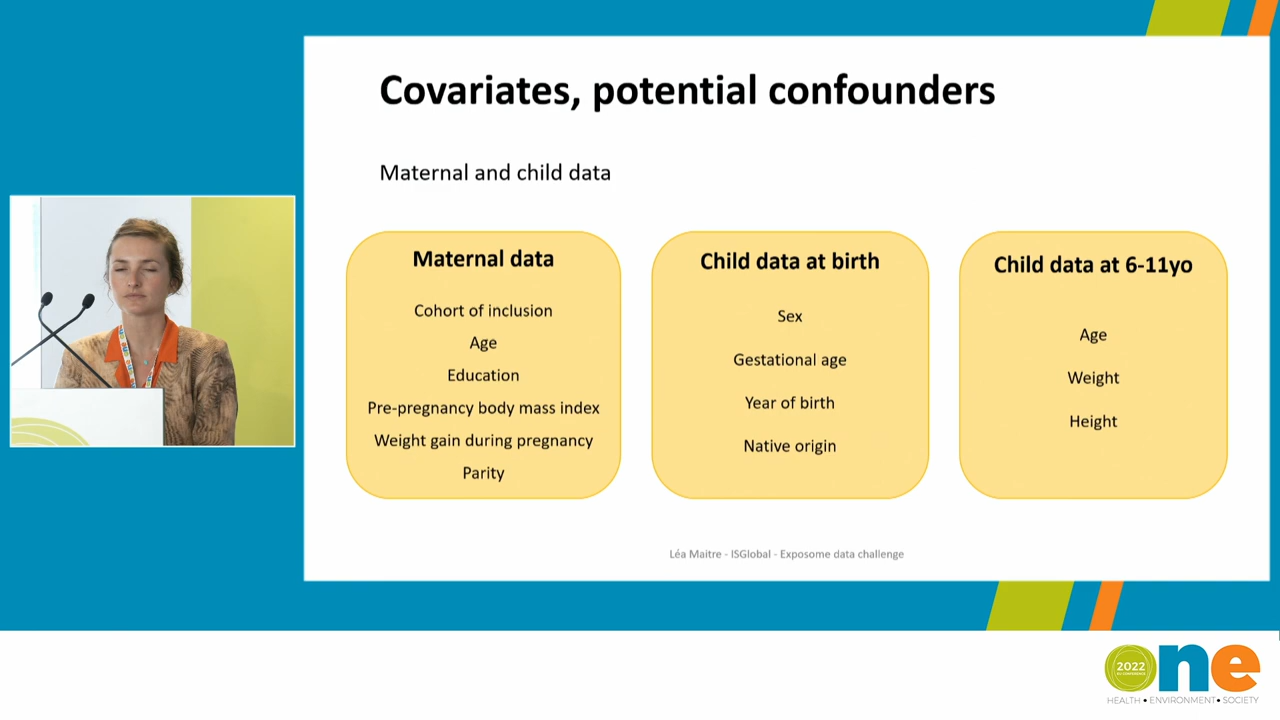 Covariates, potential confounders
Maternal and child data
Maternal data
Cohort of inclusion
Age
Education
Pre-pregnancy body mass index
Weight gain during pregnancy
Parity
Child data at birth
Sex
Gestational age
Year of birth
Native origin
Child data at 6-11yo
Age
Weight
Height
Léa Maitre - ISGlobal - Exposome data challenge
2022
EU CONFERENCE
one
HEALTH • ENVIRONMENT • SOCIETY